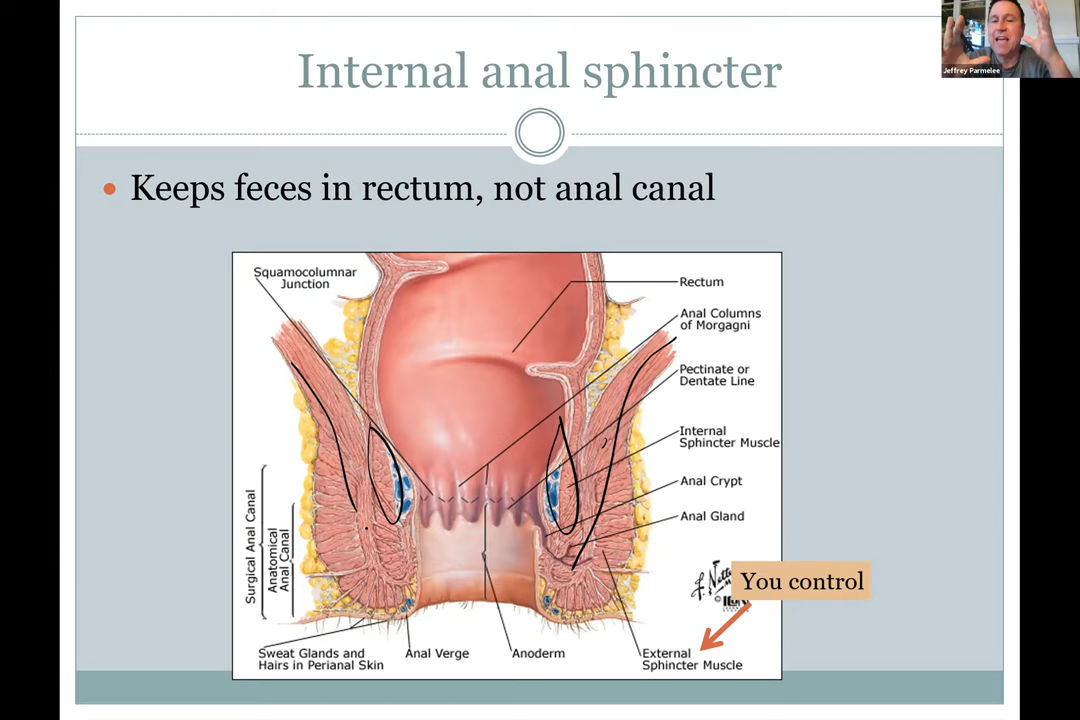 Jeffrey Parmelee
Internal anal sphincter
• Keeps feces in rectum, not anal canal
Squamocolumnar
Junction
Rectum
Anal Columns
of Morgagni
Pectinate or
Dentate Line
Internal
Sphincter Muscle
Anal Crypt
Anal Gland
Surgical Anal Canal
Anatomical
Anal Canal
You control
Sweat Glands and
Hairs in Perianal Skin
Anal Verge
Anoderm
External
Sphincter Muscle